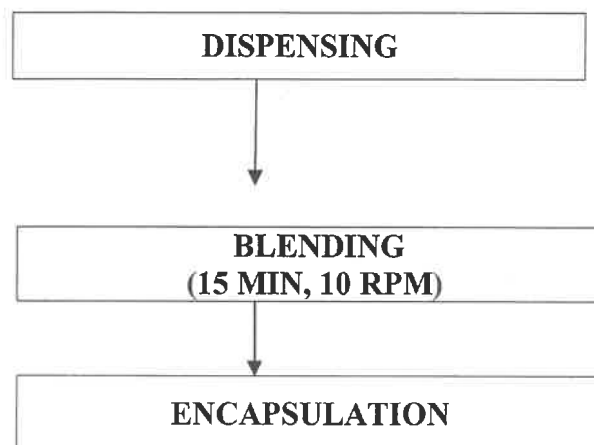 DISPENSING
BLENDING
(15 MIN, 10 RPM)
ENCAPSULATION